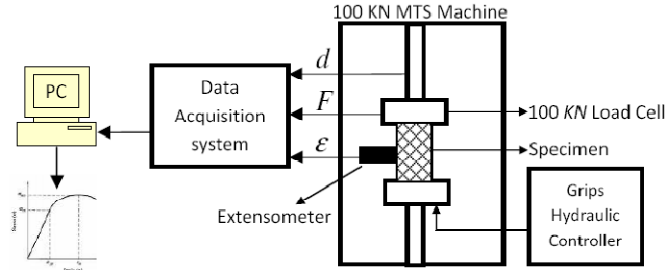 100 KN MTS Machine
d
PC
Data
Acquisition
system
F
ε
100 KN Load Cell
Specimen
Extensometer
Grips
Hydraulic
Controller